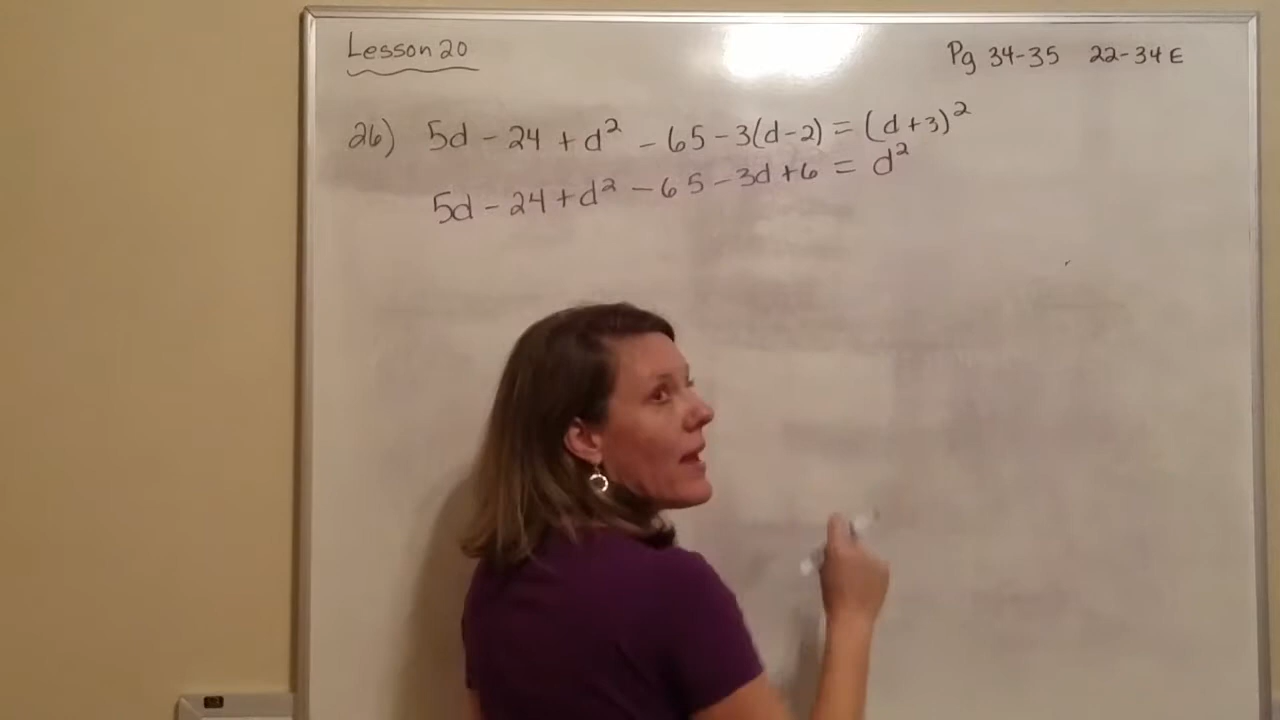 Lesson 20
Pg 34-35 22-34 E
26) 5d - 24 + d² - 65 - 3(d-2) = (d+3)²
5d - 24 + d² - 65 - 3d + 6 = d²